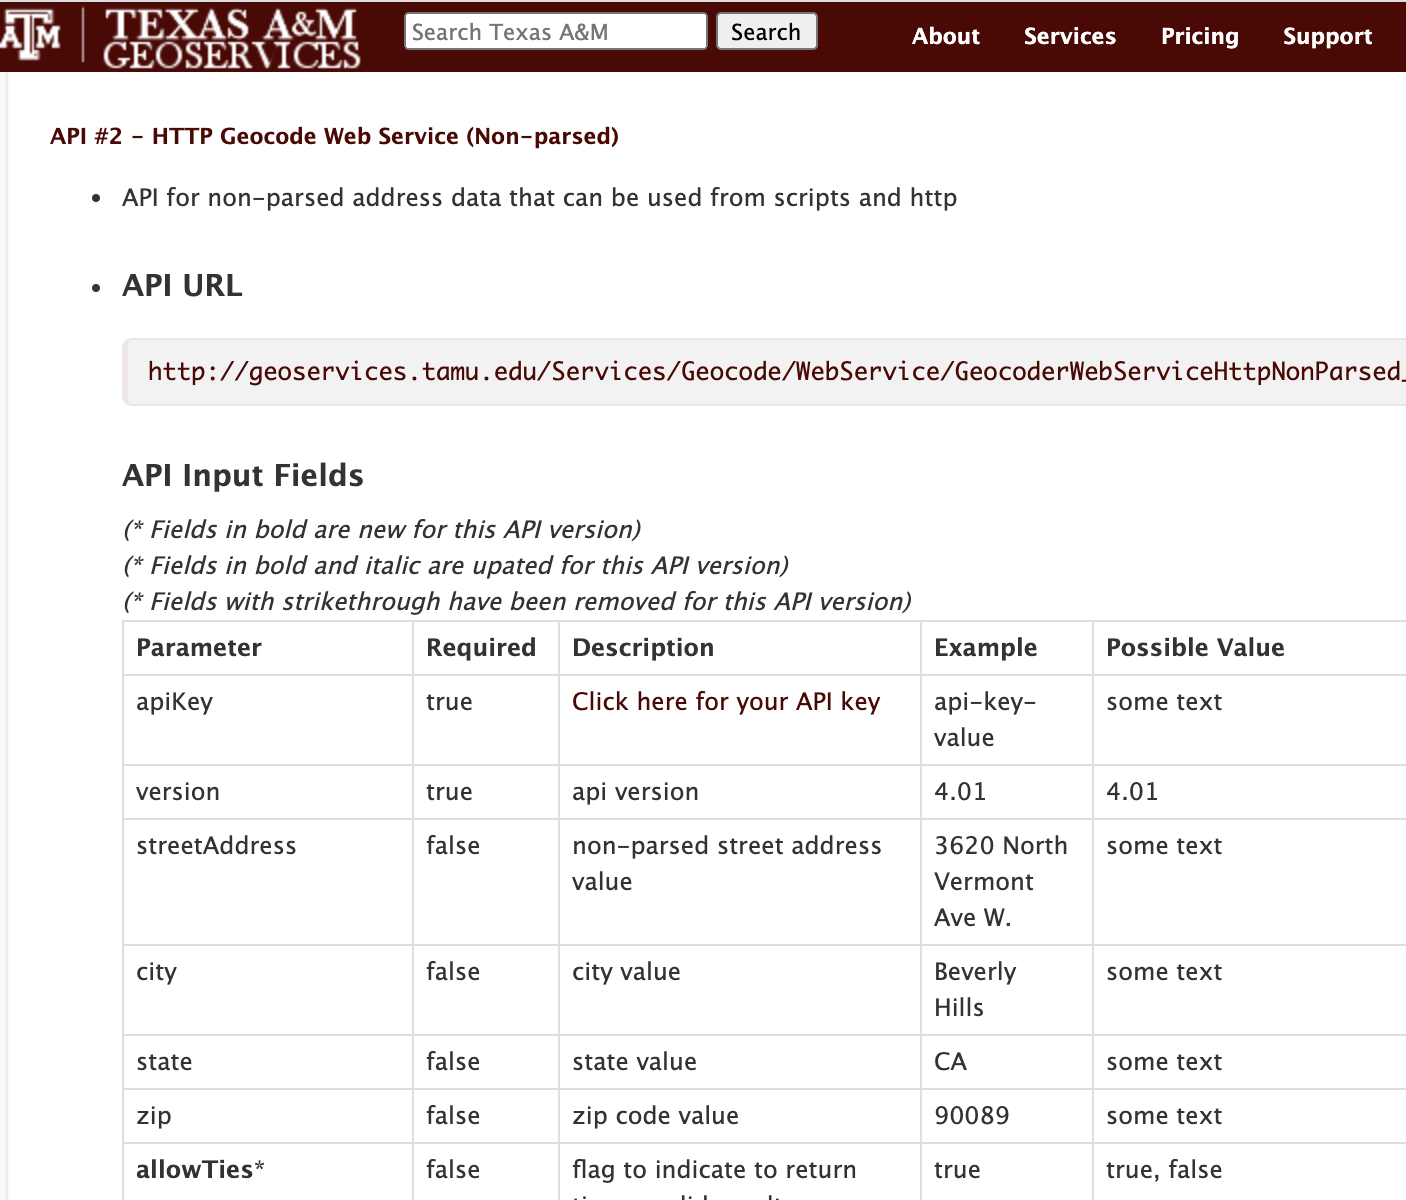 TEXAS A&M
GEOSERVICES
Search Texas A&M
Search
About
Services
Pricing
Support
API #2 - HTTP Geocode Web Service (Non-parsed)
• API for non-parsed address data that can be used from scripts and http
• API URL
http://geoservices.tamu.edu/Services/Geocode/WebService/GeocoderWebServiceHttpNonParsed_
API Input Fields
(* Fields in bold are new for this API version)
(* Fields in bold and italic are upated for this API version)
(* Fields with strikethrough have been removed for this API version)
Parameter Required Description Example Possible Value
apiKey true Click here for your API key api-key- some text
value
version true api version 4.01 4.01
streetAddress false non-parsed street address 3620 North some text
value Vermont
Ave W.
city false city value Beverly some text
Hills
state false state value CA some text
zip false zip code value 90089 some text
allowTies* false flag to indicate to return true true, false